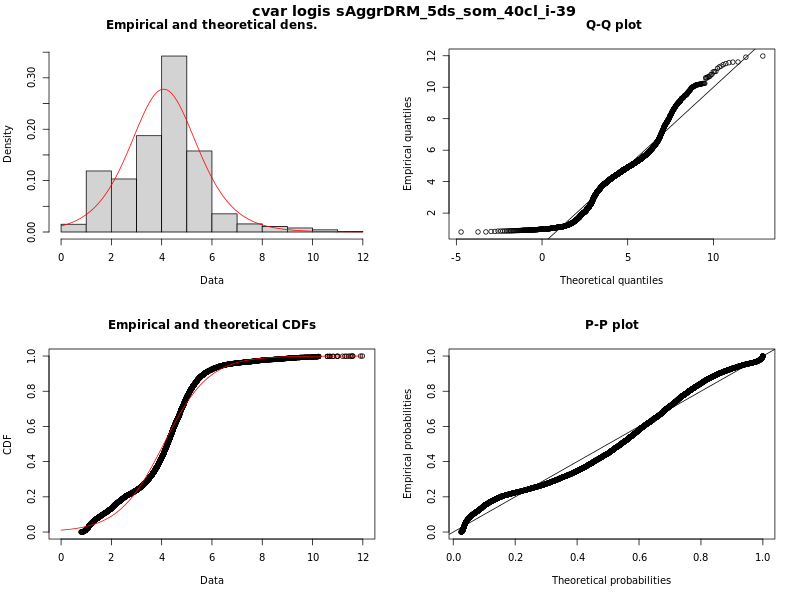 cvar logis sAggrDRM_5ds_som_40cl_i-39
Empirical and theoretical dens.
Density
0.00 0.10 0.20 0.30
0 2 4 6 8 10 12
Data
Q-Q plot
Empirical quantiles
2 4 6 8 10 12
-5 0 5 10
Theoretical quantiles
Empirical and theoretical CDFs
CDF
0.0 0.2 0.4 0.6 0.8 1.0
0 2 4 6 8 10 12
Data
P-P plot
Empirical probabilities
0.0 0.2 0.4 0.6 0.8 1.0
0.0 0.2 0.4 0.6 0.8 1.0
Theoretical probabilities